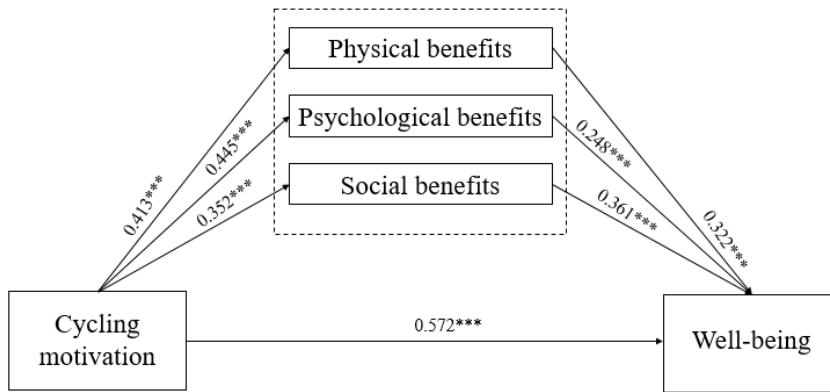 Physical benefits
Psychological benefits
Social benefits
0.413***
0.445***
0.352***
0.248***
0.361***
0.322***
Cycling
motivation
0.572***
Well-being